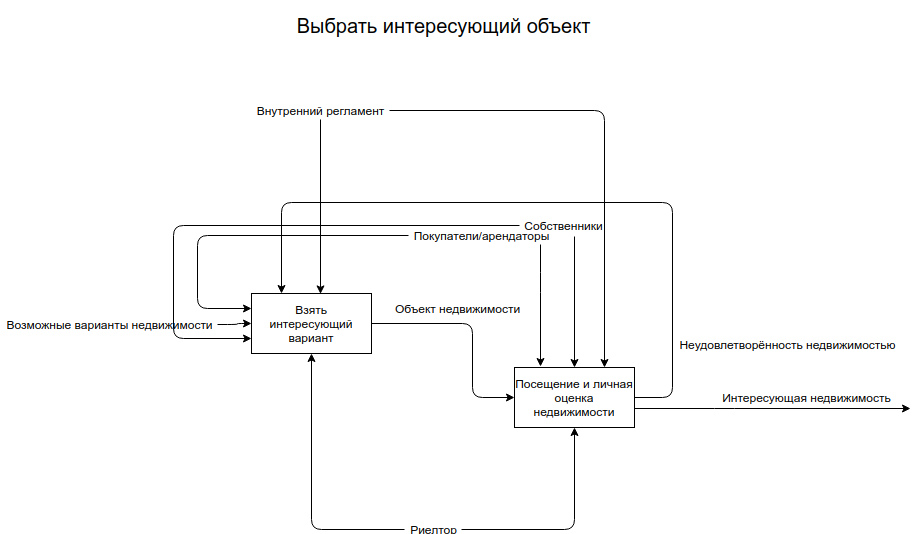 Выбрать интересующий объект
Внутренний регламент
Собственники
Покупатели/арендаторы
Взять
интересующий
вариант
Объект недвижимости
Возможные варианты недвижимости
Неудовлетворённость недвижимостью
Посещение и личная
оценка
недвижимости
Интересующая недвижимость
Риелтор